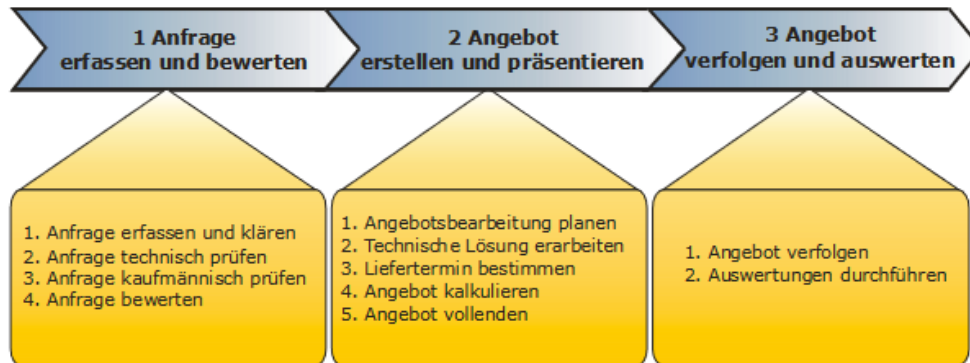 1 Anfrage
erfassen und bewerten
2 Angebot
erstellen und präsentieren
3 Angebot
verfolgen und auswerten
1. Anfrage erfassen und klären
2. Anfrage technisch prüfen
3. Anfrage kaufmännisch prüfen
4. Anfrage bewerten
1. Angebotsbearbeitung planen
2. Technische Lösung erarbeiten
3. Liefertermin bestimmen
4. Angebot kalkulieren
5. Angebot vollenden
1. Angebot verfolgen
2. Auswertungen durchführen